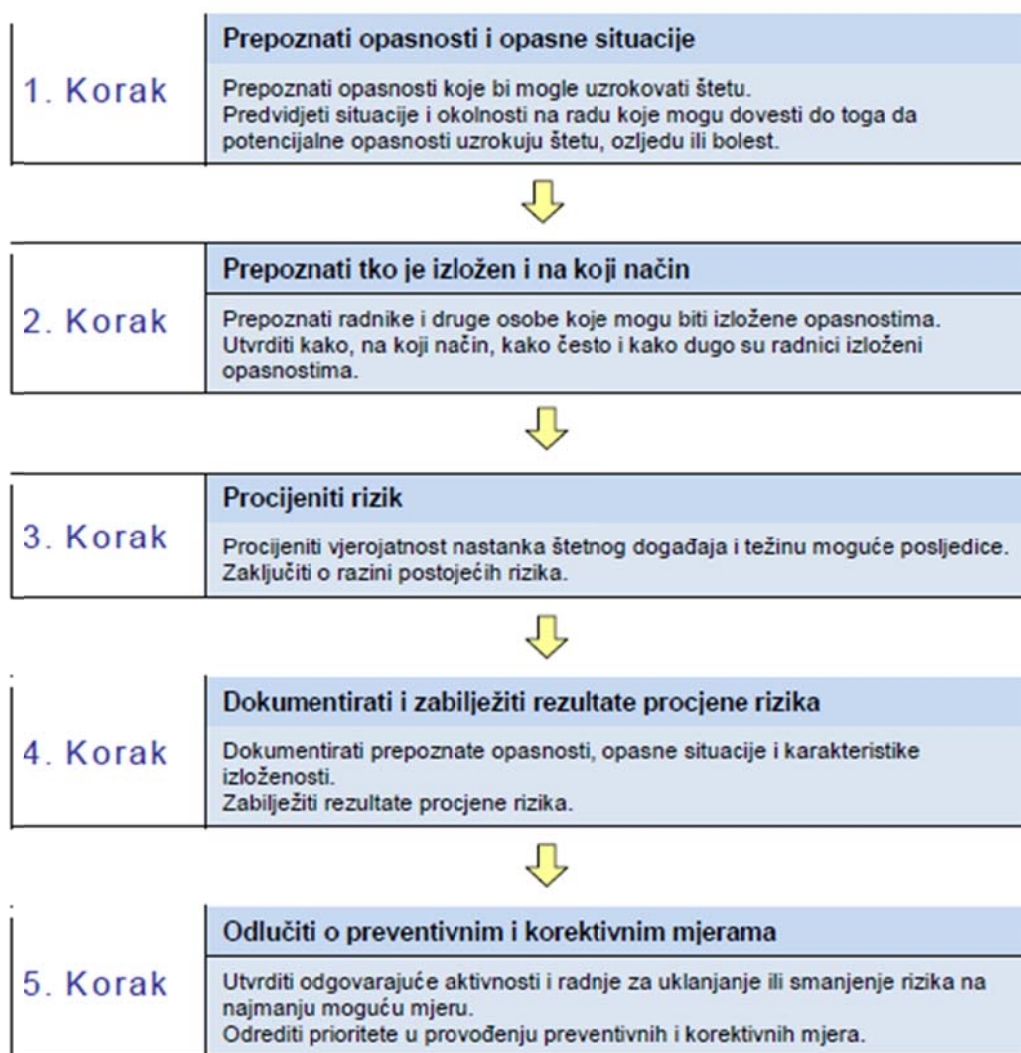 1. Korak
Prepoznati opasnosti i opasne situacije
Prepoznati opasnosti koje bi mogle uzrokovati štetu.
Predvidjeti situacije i okolnosti na radu koje mogu dovesti do toga da
potencijalne opasnosti uzrokuju štetu, ozljedu ili bolest.
2. Korak
Prepoznati tko je izložen i na koji način
Prepoznati radnike i druge osobe koje mogu biti izložene opasnostima.
Utvrditi kako, na koji način, kako često i kako dugo su radnici izloženi
opasnostima.
3. Korak
Procijeniti rizik
Procijeniti vjerojatnost nastanka štetnog događaja i težinu moguće posljedice.
Zaključiti o razini postojećih rizika.
4. Korak
Dokumentirati i zabilježiti rezultate procjene rizika
Dokumentirati prepoznate opasnosti, opasne situacije i karakteristike
izloženosti.
Zabilježiti rezultate procjene rizika.
5. Korak
Odlučiti o preventivnim i korektivnim mjerama
Utvrditi odgovarajuće aktivnosti i radnje za uklanjanje ili smanjenje rizika na
najmanju moguću mjeru.
Odrediti prioritete u provođenju preventivnih i korektivnih mjera.